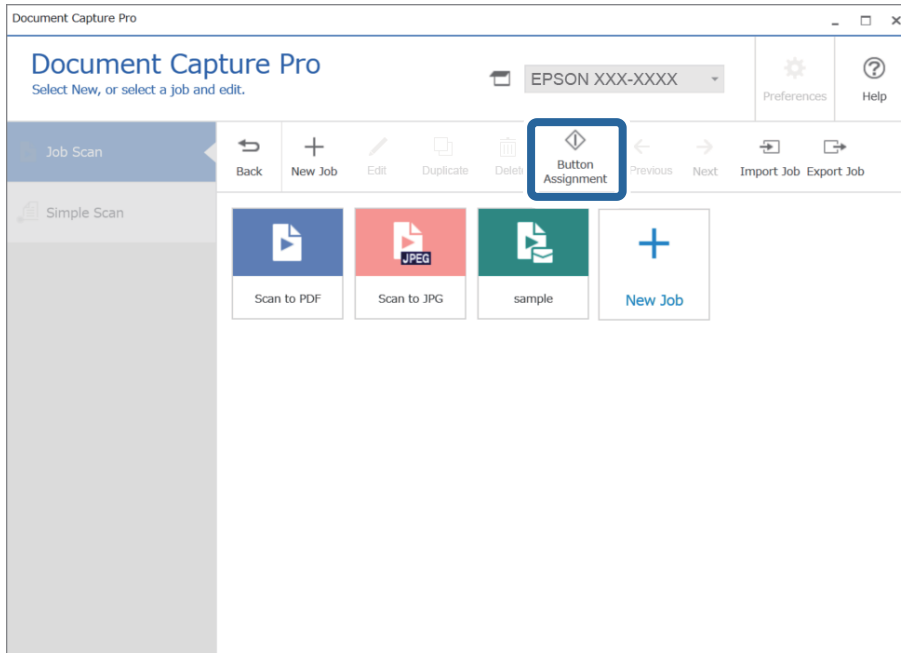 Document Capture Pro
Document Capture Pro
Select New, or select a job and edit.
EPSON XXX-XXXX
Preferences
Help
Job Scan
Simple Scan
Back
New Job
Edit
Duplicate
Delet
Button
Assignment
Previous
Next
Import Job
Export Job
JPEG
Scan to PDF
Scan to JPG
sample
New Job